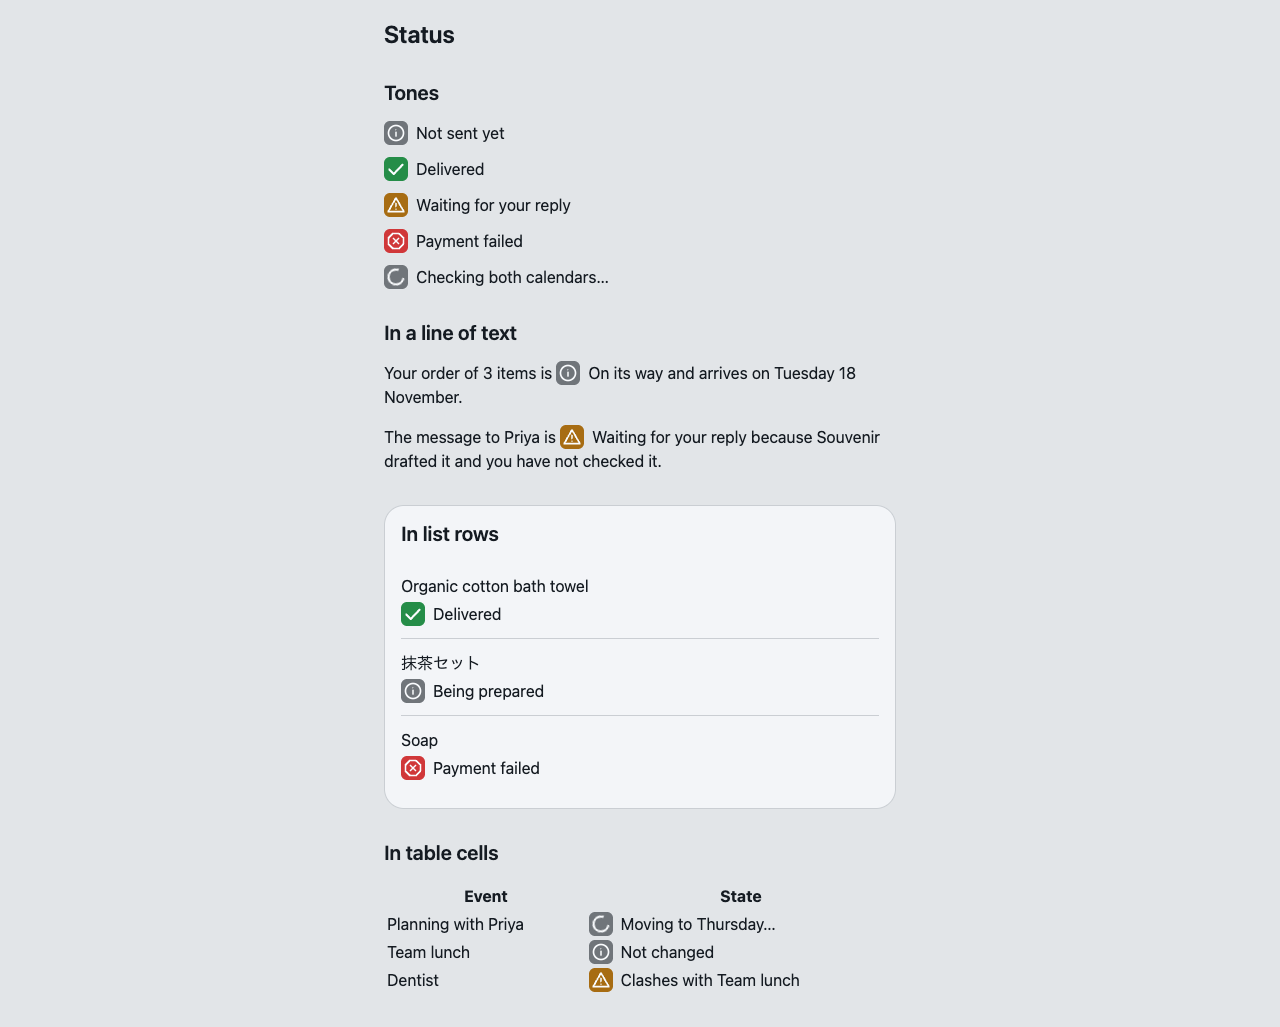 Status
Tones
Not sent yet
Delivered
Waiting for your reply
Payment failed
Checking both calendars...
In a line of text
Your order of 3 items is On its way and arrives on Tuesday 18
November.
The message to Priya is Waiting for your reply because Souvenir
drafted it and you have not checked it.
In list rows
Organic cotton bath towel
Delivered
抹茶セット
Being prepared
Soap
Payment failed
In table cells
Event State
Planning with Priya Moving to Thursday...
Team lunch Not changed
Dentist Clashes with Team lunch